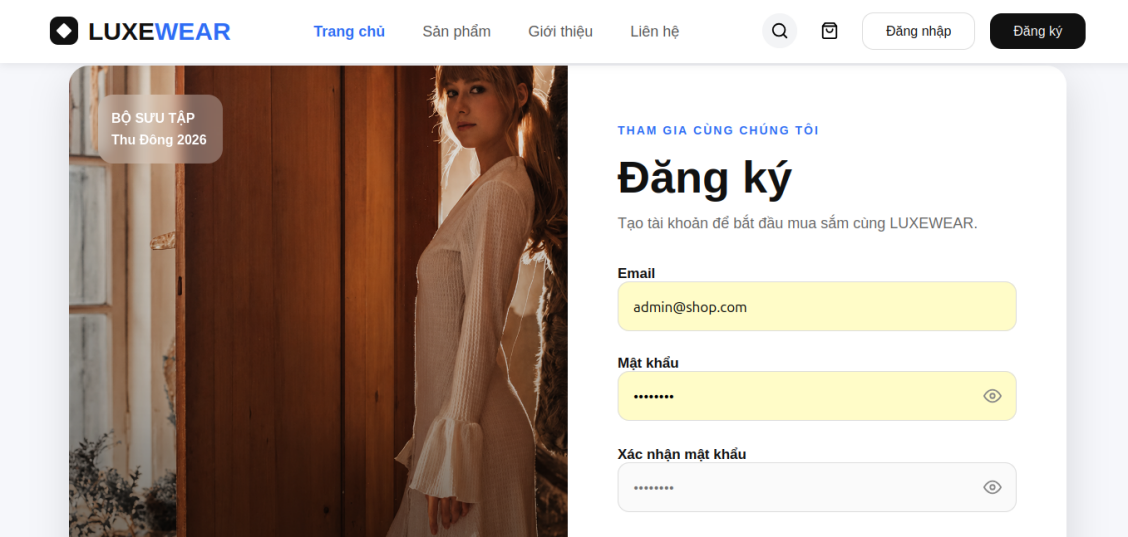 LUXEWEAR
Trang chủ
Sản phẩm
Giới thiệu
Liên hệ
Đăng nhập
Đăng ký
BỘ SƯU TẬP
Thu Đông 2026
THAM GIA CÙNG CHÚNG TÔI
Đăng ký
Tạo tài khoản để bắt đầu mua sắm cùng LUXEWEAR.
Email
admin@shop.com
Mật khẩu
••••••••
Xác nhận mật khẩu
••••••••